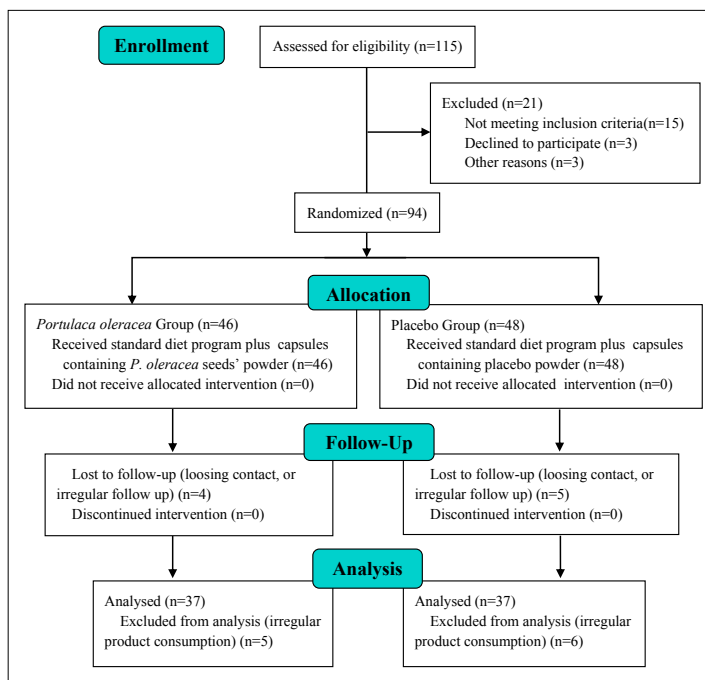 Enrollment
Assessed for eligibility (n=115)
Excluded (n=21)
Not meeting inclusion criteria(n=15)
Declined to participate (n=3)
Other reasons (n=3)
Randomized (n=94)
Allocation
Portulaca oleracea Group (n=46)
Received standard diet program plus capsules
containing P. oleracea seeds’ powder (n=46)
Did not receive allocated intervention (n=0)
Placebo Group (n=48)
Received standard diet program plus capsules
containing placebo powder (n=48)
Did not receive allocated intervention (n=0)
Follow-Up
Lost to follow-up (loosing contact, or
irregular follow up) (n=4)
Discontinued intervention (n=0)
Lost to follow-up (loosing contact, or
irregular follow up) (n=5)
Discontinued intervention (n=0)
Analysis
Analysed (n=37)
Excluded from analysis (irregular
product consumption) (n=5)
Analysed (n=37)
Excluded from analysis (irregular
product consumption) (n=6)